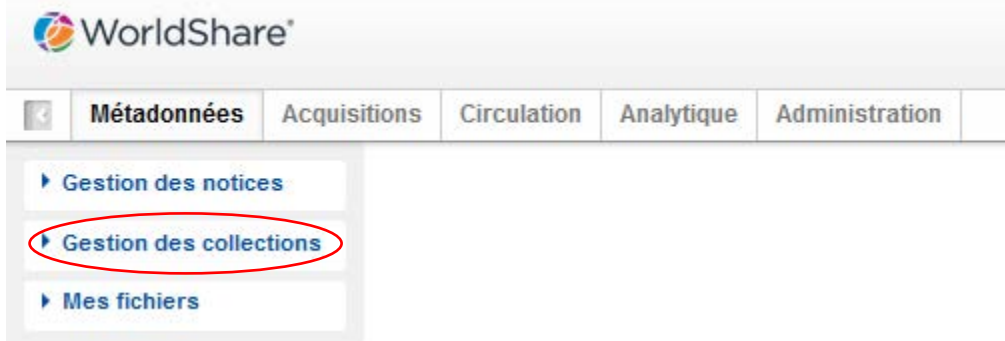 WorldShare®
Métadonnées Acquisitions Circulation Analytique Administration
Gestion des notices
Gestion des collections
Mes fichiers